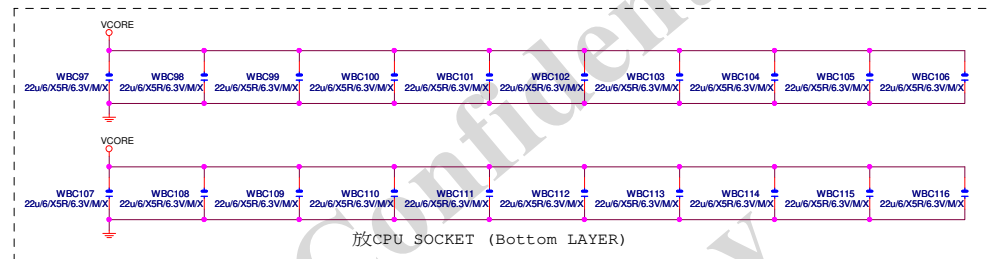 VCORE
WBC97 WBC98 WBC99 WBC100 WBC101 WBC102 WBC103 WBC104 WBC105 WBC106
22u/6/X5R/6.3V/M/X 22u/6/X5R/6.3V/M/X 22u/6/X5R/6.3V/M/X 22u/6/X5R/6.3V/M/X 22u/6/X5R/6.3V/M/X 22u/6/X5R/6.3V/M/X 22u/6/X5R/6.3V/M/X 22u/6/X5R/6.3V/M/X 22u/6/X5R/6.3V/M/X 22u/6/X5R/6.3V/M/X
VCORE
WBC107 WBC108 WBC109 WBC110 WBC111 WBC112 WBC113 WBC114 WBC115 WBC116
22u/6/X5R/6.3V/M/X 22u/6/X5R/6.3V/M/X 22u/6/X5R/6.3V/M/X 22u/6/X5R/6.3V/M/X 22u/6/X5R/6.3V/M/X 22u/6/X5R/6.3V/M/X 22u/6/X5R/6.3V/M/X 22u/6/X5R/6.3V/M/X 22u/6/X5R/6.3V/M/X 22u/6/X5R/6.3V/M/X
放CPU SOCKET (Bottom LAYER)